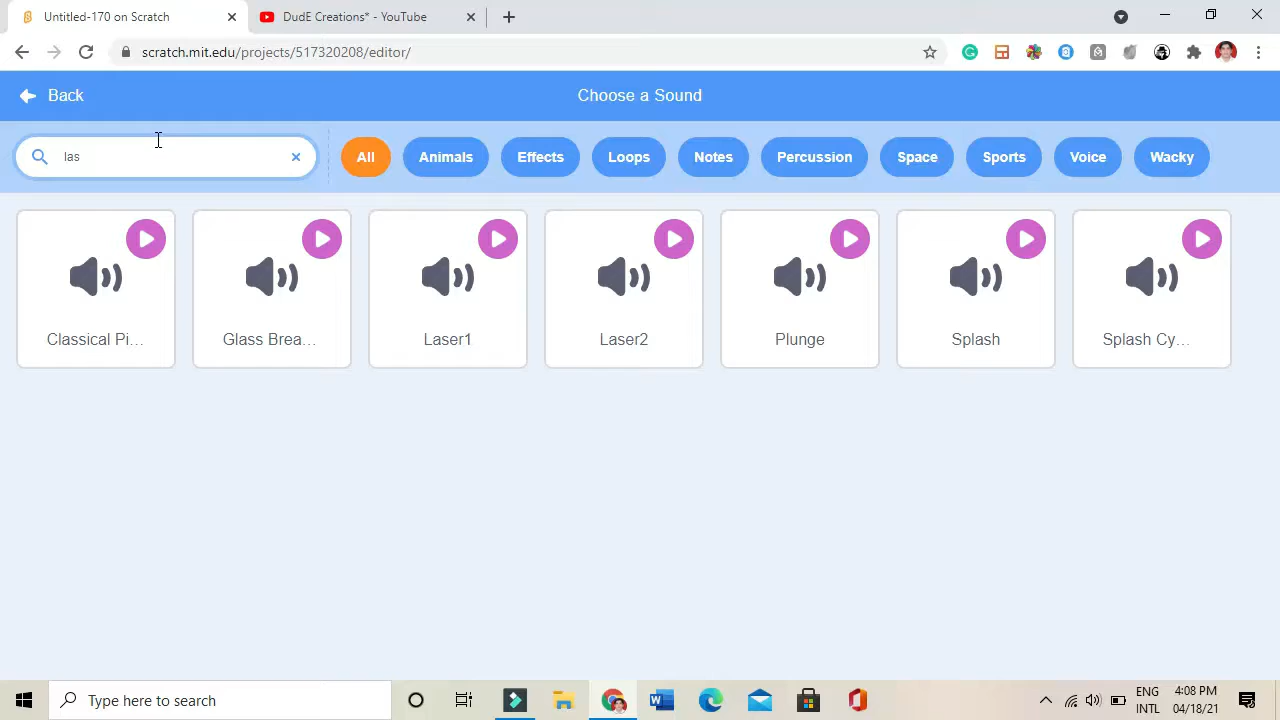 Untitled-170 on Scratch
DudE Creations* - YouTube
scratch.mit.edu/projects/517320208/editor/
Back
Choose a Sound
las
All
Animals
Effects
Loops
Notes
Percussion
Space
Sports
Voice
Wacky
Classical Pi...
Glass Brea...
Laser1
Laser2
Plunge
Splash
Splash Cy...
Type here to search
ENG
INTL
4:08 PM
04/18/21